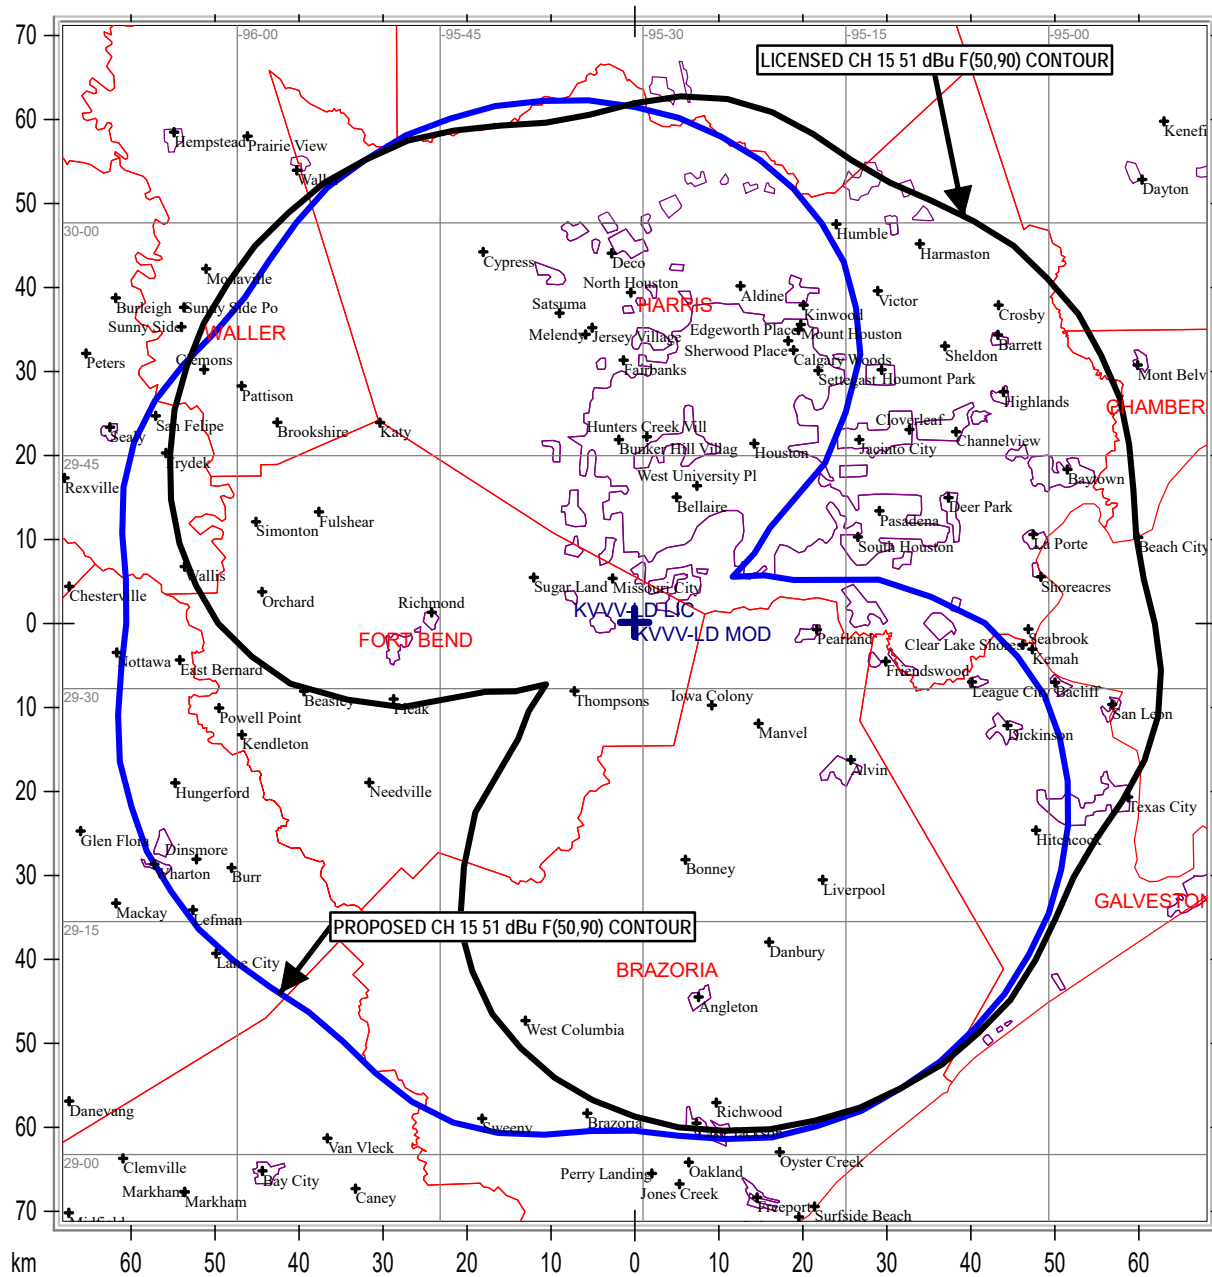 70
-96-00
-95-45
-95-30
-95-15
-95-00
LICENSED CH 15 51 dBu F(50,90) CONTOUR
60
Hempstead
Prairie View
Kenefi
Waller
Dayton
50
30-00
Humble
Harmaston
Cypress
Deco
40
Monaville
North Houston
Aldine
Victor
Burleigh
Sunny Side Po
Satsuma
HARRIS
Kinwood
Crosby
Sunny Side
WALLER
Melendy
Jersey Village
Edgeworth Place
Mount Houston
Barrett
Peters
Clemons
Fairbanks
Sherwood Place
Calgary Woods
Sheldon
30
Settegast
Houmont Park
Mont Belv
Pattison
Highlands
CHAMBER
San Felipe
Sealy
Brookshire
Katy
Hunters Creek Vill
Cloverleaf
Bunker Hill Villag
Houston
Jacinto City
Channelview
20
29-45
Frydek
West University Pl
Baytown
Rexville
Bellaire
Deer Park
Simonton
Fulshear
Pasadena
10
South Houston
La Porte
Beach City
Wallis
Chesterville
Orchard
Sugar Land
Missouri City
Shoreacres
Richmond
KVVV-LD LIC
0
FORT BEND
KVVV-LD MOD
Pearland
Clear Lake Shores
Seabrook
Kemah
Nottawa
East Bernard
Friendswood
29-30
Beasley
Pleak
Thompsons
Iowa Colony
League City
Bacliff
10
Powell Point
San Leon
Kendleton
Manvel
Dickinson
Alvin
20
Hungerford
Needville
Texas City
Glen Flora
Dinsmore
Hitchcock
30
Wharton
Burr
Bonney
Liverpool
Mackay
Lefman
GALVESTON
29-15
PROPOSED CH 15 51 dBu F(50,90) CONTOUR
Lane City
Danbury
40
BRAZORIA
Angleton
West Columbia
50
Danevang
Richwood
Sweeny
Brazoria
Lake Jackson
60
Van Vleck
29-00
Clemville
Bay City
Perry Landing
Oakland
Oyster Creek
Markham
Markham
Caney
Jones Creek
Freeport
Surfside Beach
70
Midfield
km
60
50
40
30
20
10
0
10
20
30
40
50
60